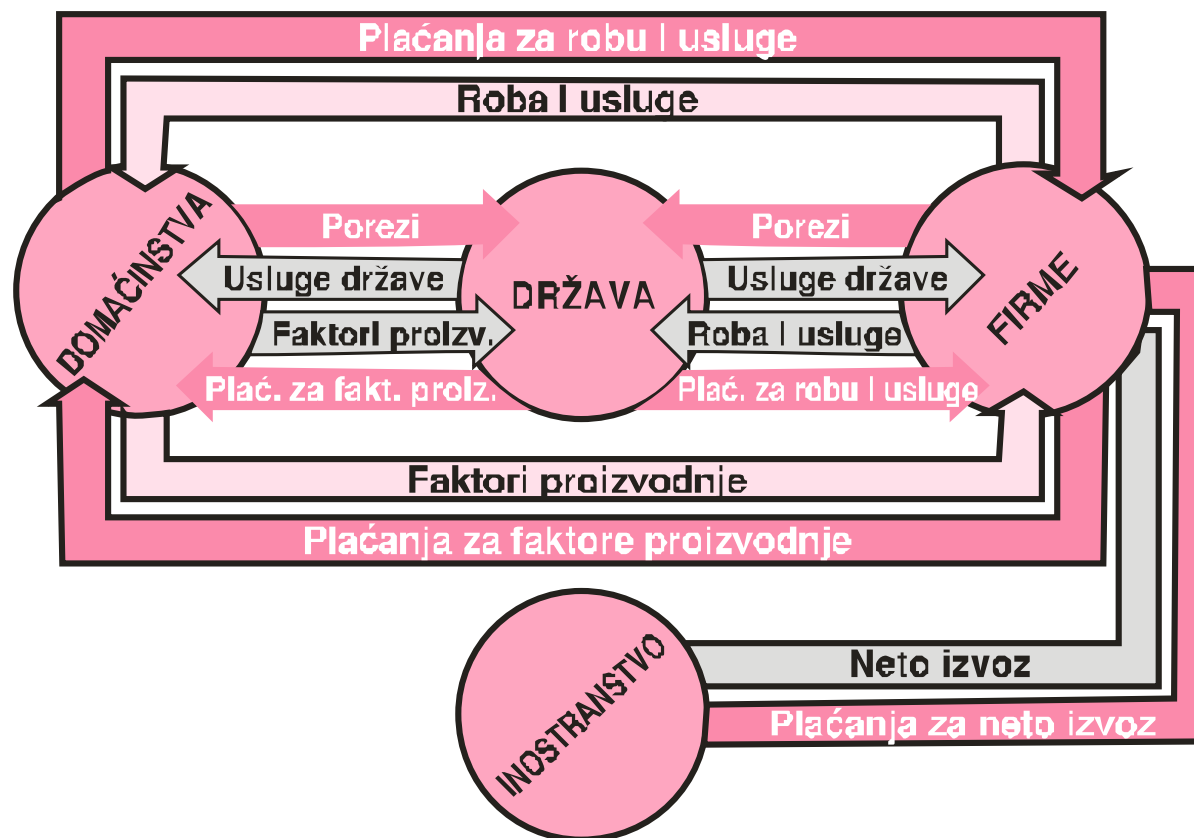 Plaćanja za robu I usluge
Roba I usluge
DOMAĆINSTVA
Porezi
Usluge države
FaktorI proIzv.
Plać. za fakt. proIz.
DRŽAVA
Porezi
Usluge države
Roba I usluge
Plać. za robu I usluge
FIRME
Faktori proizvodnje
Plaćanja za faktore proizvodnje
INOSTRANSTVO
Neto izvoz
Plaćanja za neto izvoz